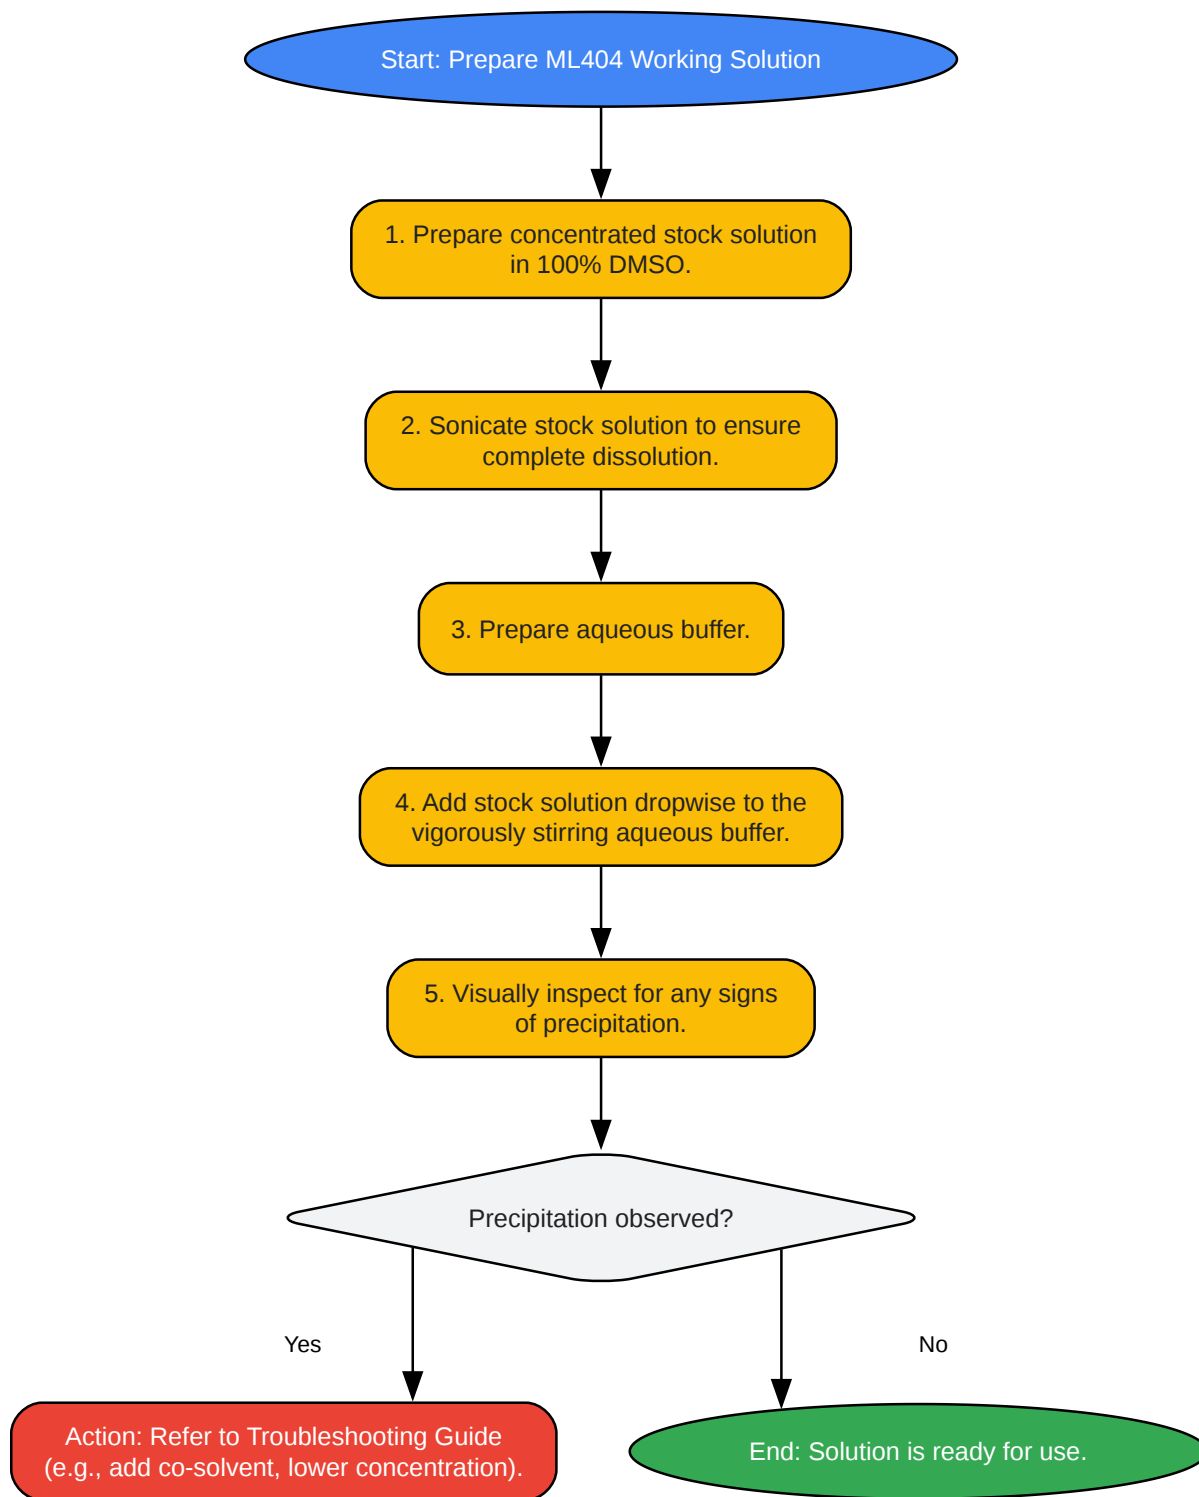 Start: Prepare ML404 Working Solution
1. Prepare concentrated stock solution
in 100% DMSO.
2. Sonicate stock solution to ensure
complete dissolution.
3. Prepare aqueous buffer.
4. Add stock solution dropwise to the
vigorously stirring aqueous buffer.
5. Visually inspect for any signs
of precipitation.
Precipitation observed?
Yes
No
Action: Refer to Troubleshooting Guide
(e.g., add co-solvent, lower concentration).
End: Solution is ready for use.